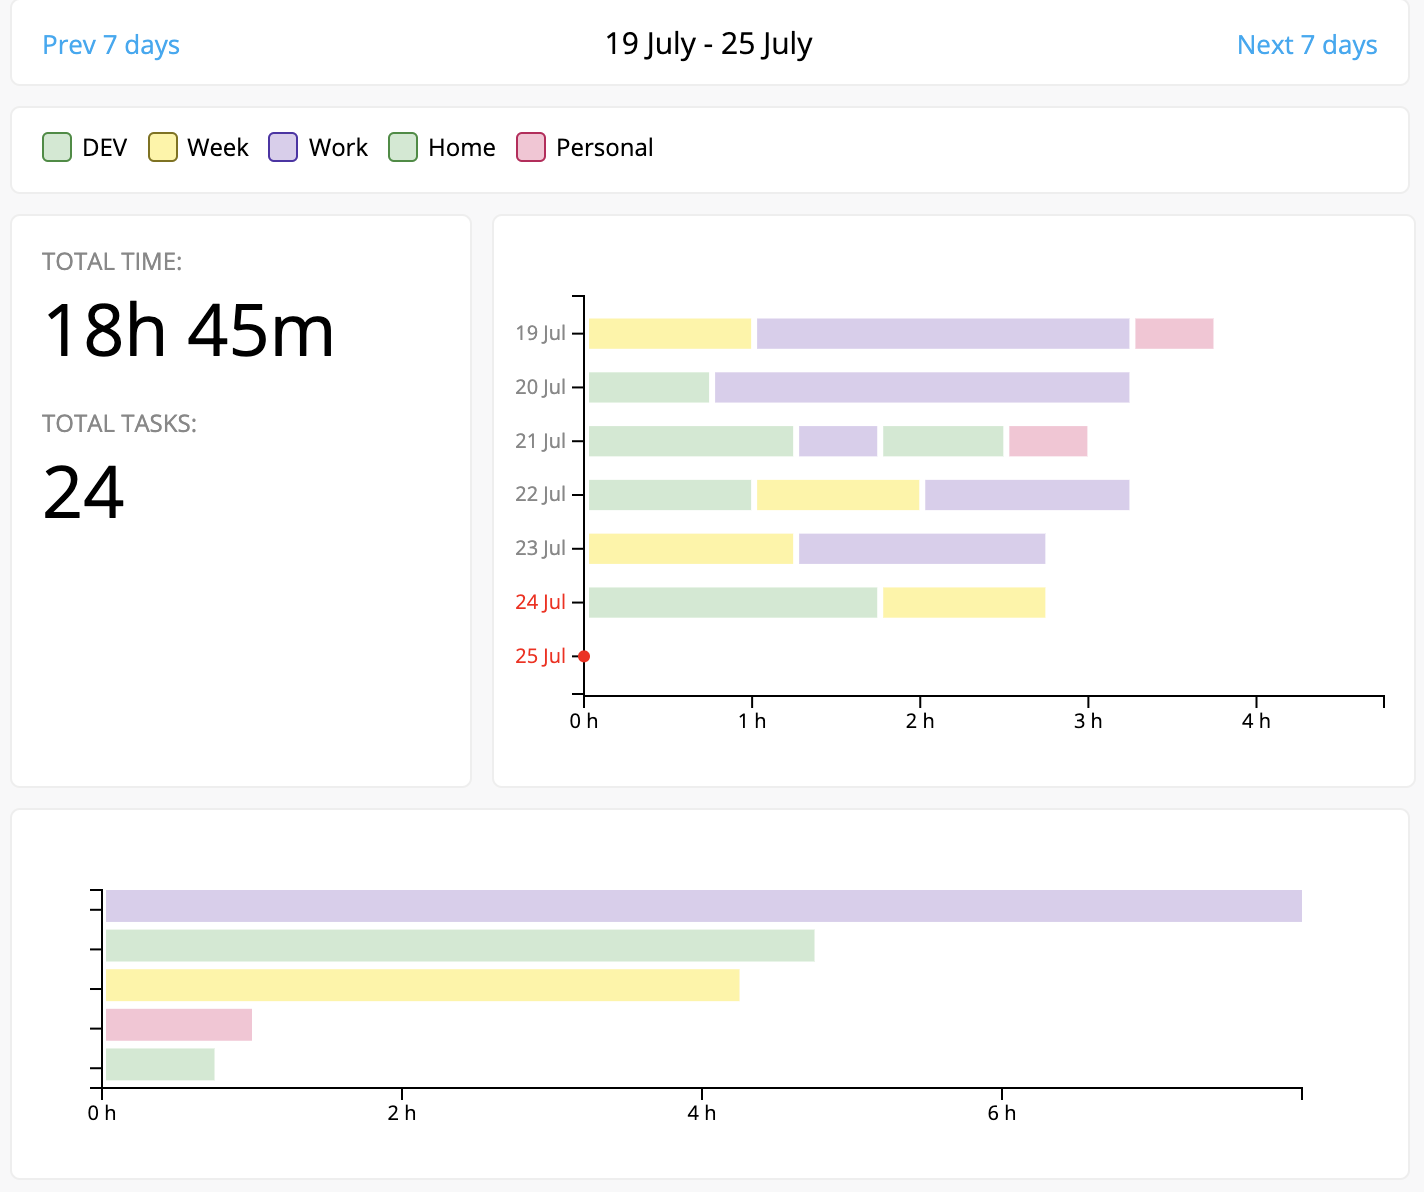 Prev 7 days 19 July - 25 July Next 7 days
DEV Week Work Home Personal
TOTAL TIME:
18h 45m
TOTAL TASKS:
24
19 Jul
20 Jul
21 Jul
22 Jul
23 Jul
24 Jul
25 Jul
0 h 1 h 2 h 3 h 4 h
0 h 2 h 4 h 6 h